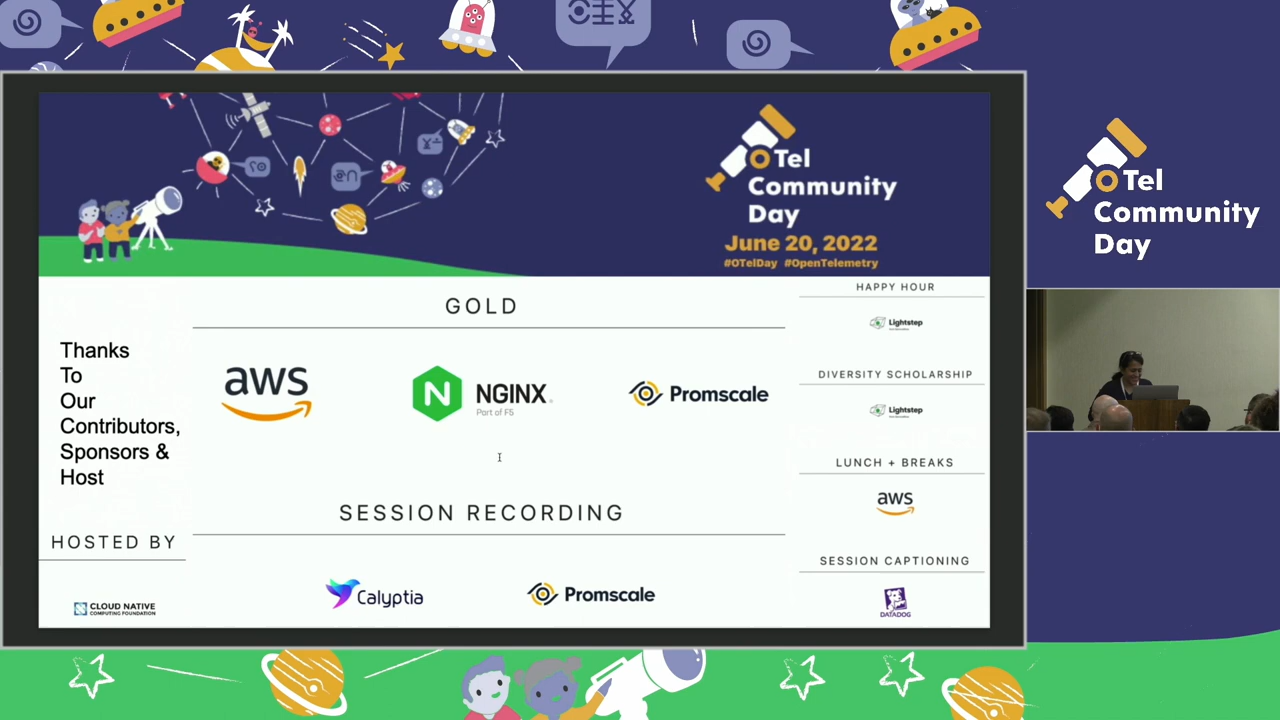 OTel
Community
Day
June 20, 2022
#OTelDay #OpenTelemetry
Thanks
To
Our
Contributors,
Sponsors &
Host
HOSTED BY
CLOUD NATIVE
COMPUTING FOUNDATION
GOLD
aws
NGINX
Part of F5
Promscale
SESSION RECORDING
Calyptia
Promscale
HAPPY HOUR
Lightstep
DIVERSITY SCHOLARSHIP
Lightstep
LUNCH + BREAKS
aws
SESSION CAPTIONING
DATADOG
OTel
Community
Day